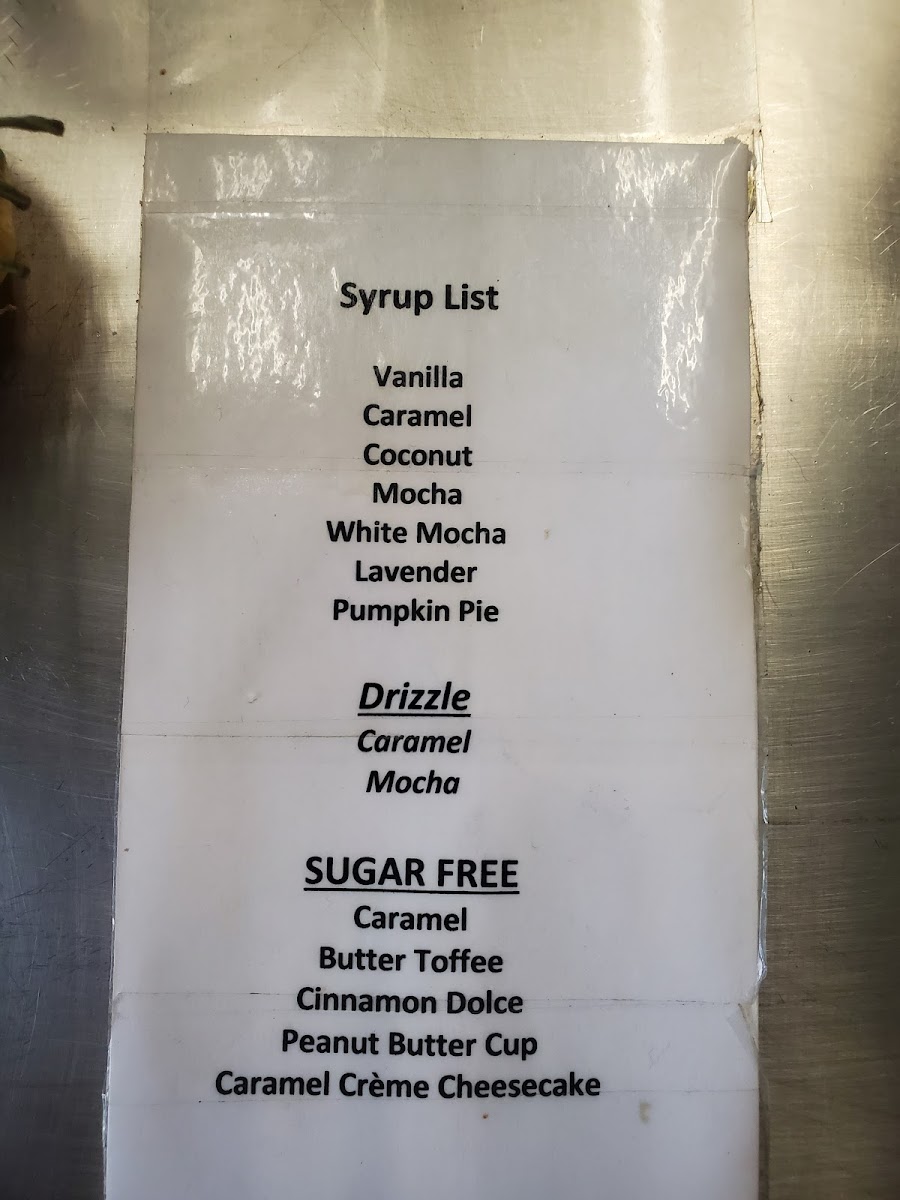 Syrup List
Vanilla
Caramel
Coconut
Mocha
White Mocha
Lavender
Pumpkin Pie
Drizzle
Caramel
Mocha
SUGAR FREE
Caramel
Butter Toffee
Cinnamon Dolce
Peanut Butter Cup
Caramel Crème Cheesecake